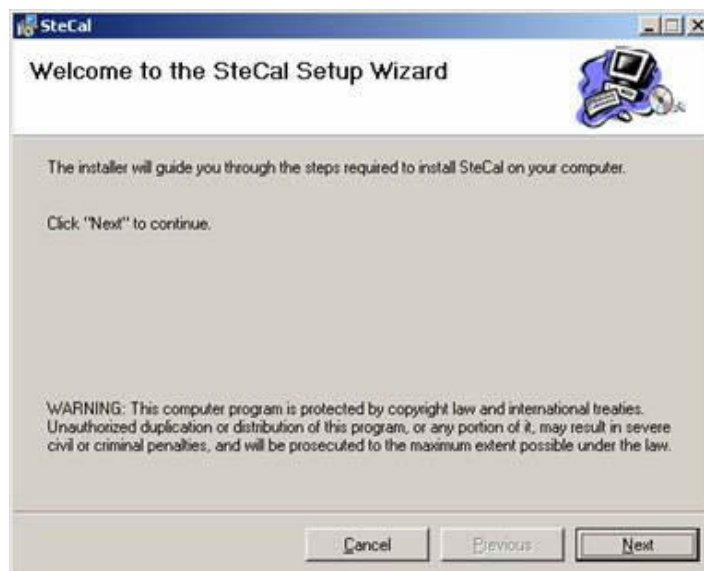 SteCal
Welcome to the SteCal Setup Wizard
The installer will guide you through the steps required to install SteCal on your computer.
Click "Next" to continue.
WARNING: This computer program is protected by copyright law and international treaties.
Unauthorized duplication or distribution of this program, or any portion of it, may result in severe
civil or criminal penalties, and will be prosecuted to the maximum extent possible under the law.
Cancel
Previous
Next